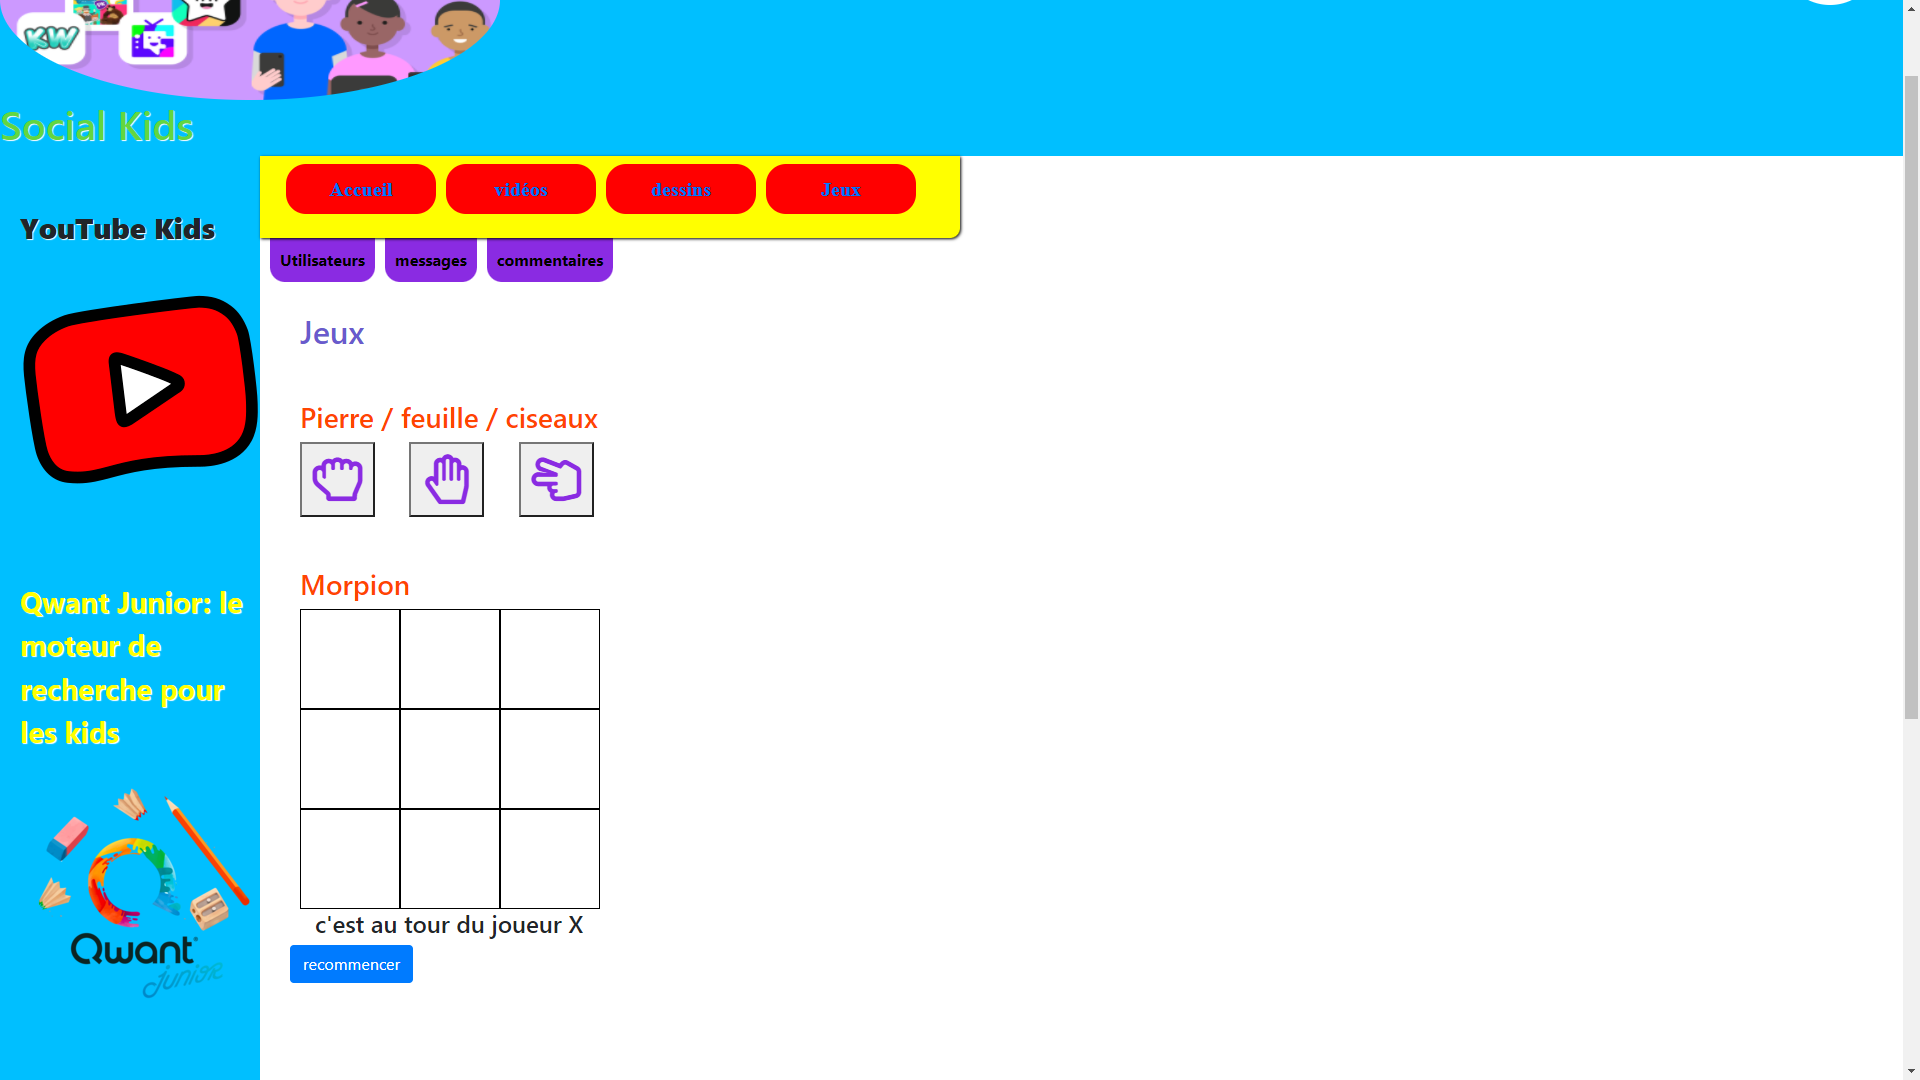 KW
Social Kids
Accueil
vidéos
dessins
Jeux
YouTube Kids
Utilisateurs
messages
commentaires
Jeux
Pierre / feuille / ciseaux
Morpion
Qwant Junior: le
moteur de
recherche pour
les kids
Qwant
junior
c'est au tour du joueur X
recommencer